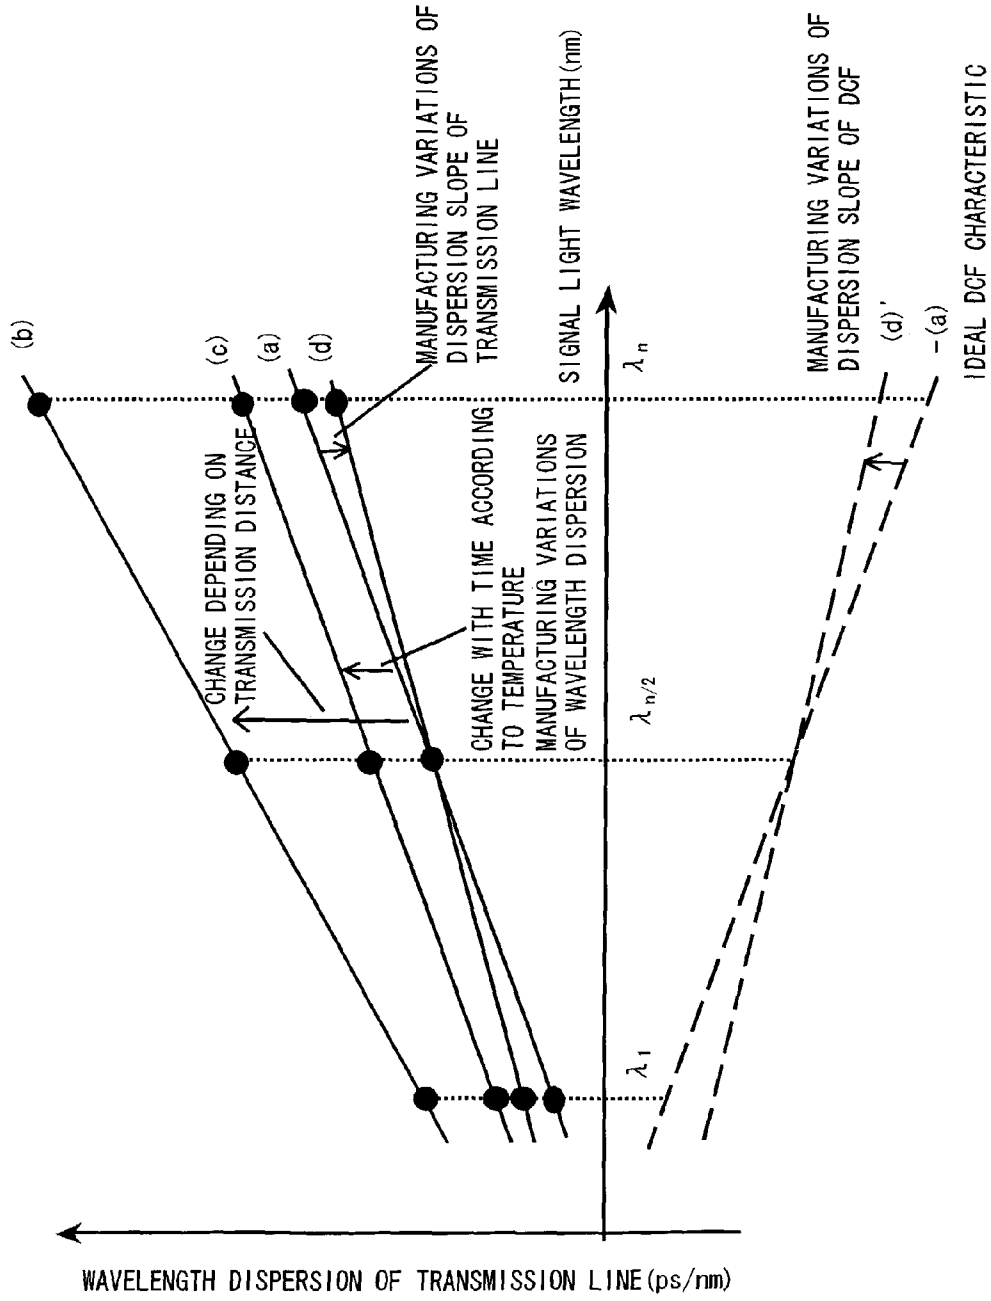 (b)
(c)
(a)
(d)
MANUFACTURING VARIATIONS OF
DISPERSION SLOPE OF
TRANSMISSION LINE
CHANGE DEPENDING ON
TRANSMISSION DISTANCE
CHANGE WITH TIME ACCORDING
TO TEMPERATURE
MANUFACTURING VARIATIONS
OF WAVELENGTH DISPERSION
SIGNAL LIGHT WAVELENGTH(nm)
λ1
λn/2
λn
MANUFACTURING VARIATIONS OF
DISPERSION SLOPE OF DCF
(d)'
-(a)
IDEAL DCF CHARACTERISTIC
WAVELENGTH DISPERSION OF TRANSMISSION LINE(ps/nm)